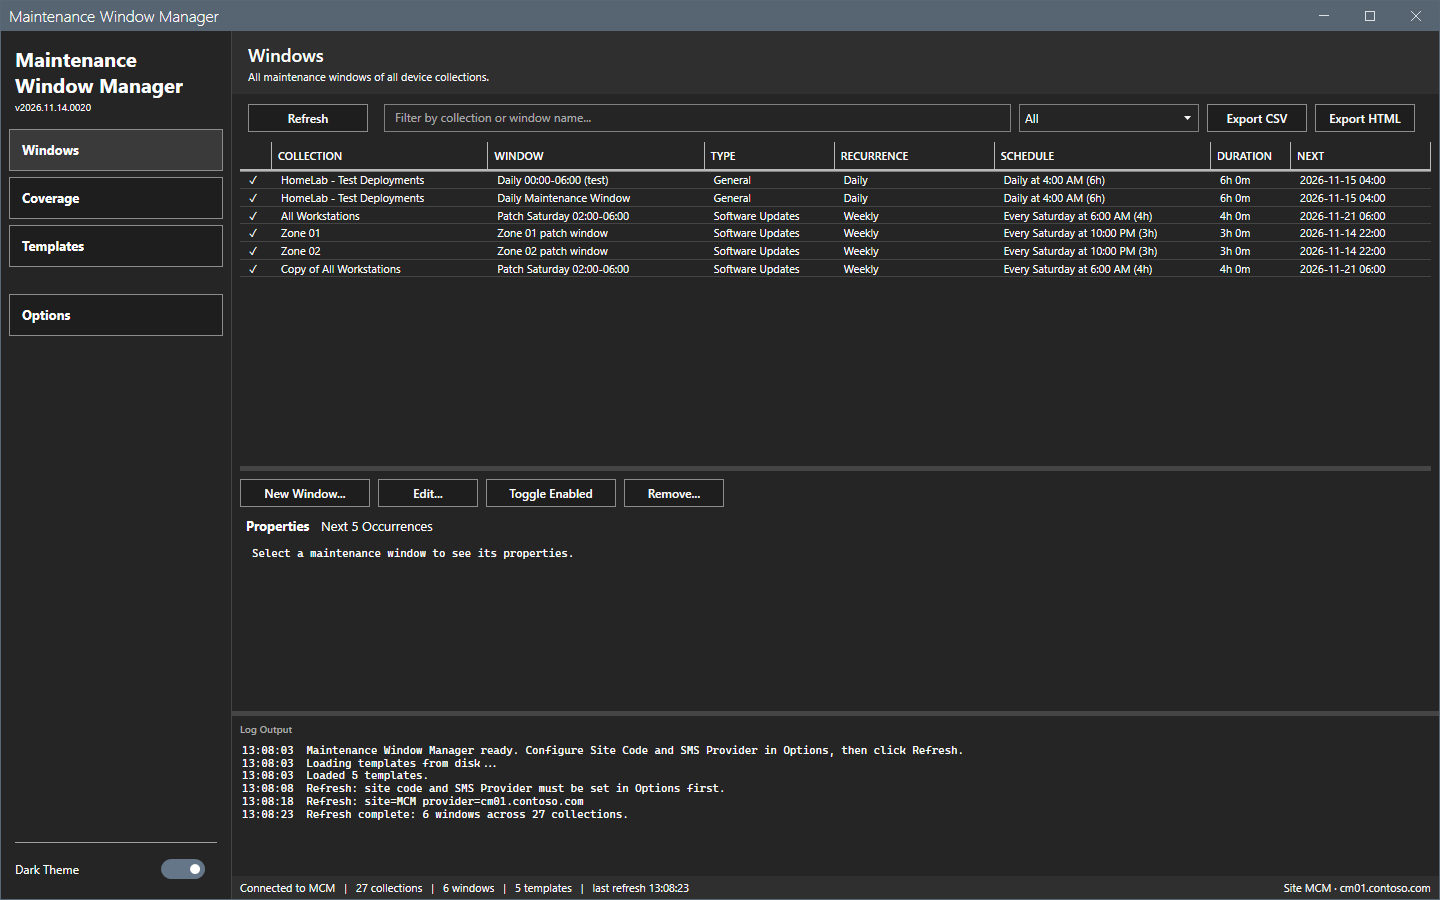 Maintenance Window Manager
Maintenance
Window Manager
v2026.11.14.0020
Windows
Coverage
Templates
Options
Dark Theme
Windows
All maintenance windows of all device collections.
Refresh
Filter by collection or window name...
All
Export CSV
Export HTML
COLLECTION WINDOW TYPE RECURRENCE SCHEDULE DURATION NEXT
✓ HomeLab - Test Deployments Daily 00:00-06:00 (test) General Daily Daily at 4:00 AM (6h) 6h 0m 2026-11-15 04:00
✓ HomeLab - Test Deployments Daily Maintenance Window General Daily Daily at 4:00 AM (6h) 6h 0m 2026-11-15 04:00
✓ All Workstations Patch Saturday 02:00-06:00 Software Updates Weekly Every Saturday at 6:00 AM (4h) 4h 0m 2026-11-21 06:00
✓ Zone 01 Zone 01 patch window Software Updates Weekly Every Saturday at 10:00 PM (3h) 3h 0m 2026-11-14 22:00
✓ Zone 02 Zone 02 patch window Software Updates Weekly Every Saturday at 10:00 PM (3h) 3h 0m 2026-11-14 22:00
✓ Copy of All Workstations Patch Saturday 02:00-06:00 Software Updates Weekly Every Saturday at 6:00 AM (4h) 4h 0m 2026-11-21 06:00
New Window...
Edit...
Toggle Enabled
Remove...
Properties Next 5 Occurrences
Select a maintenance window to see its properties.
Log Output
13:08:03 Maintenance Window Manager ready. Configure Site Code and SMS Provider in Options, then click Refresh.
13:08:03 Loading templates from disk...
13:08:03 Loaded 5 templates.
13:08:08 Refresh: site code and SMS Provider must be set in Options first.
13:08:18 Refresh: site=MCM provider=cm01.contoso.com
13:08:23 Refresh complete: 6 windows across 27 collections.
Connected to MCM | 27 collections | 6 windows | 5 templates | last refresh 13:08:23
Site MCM · cm01.contoso.com